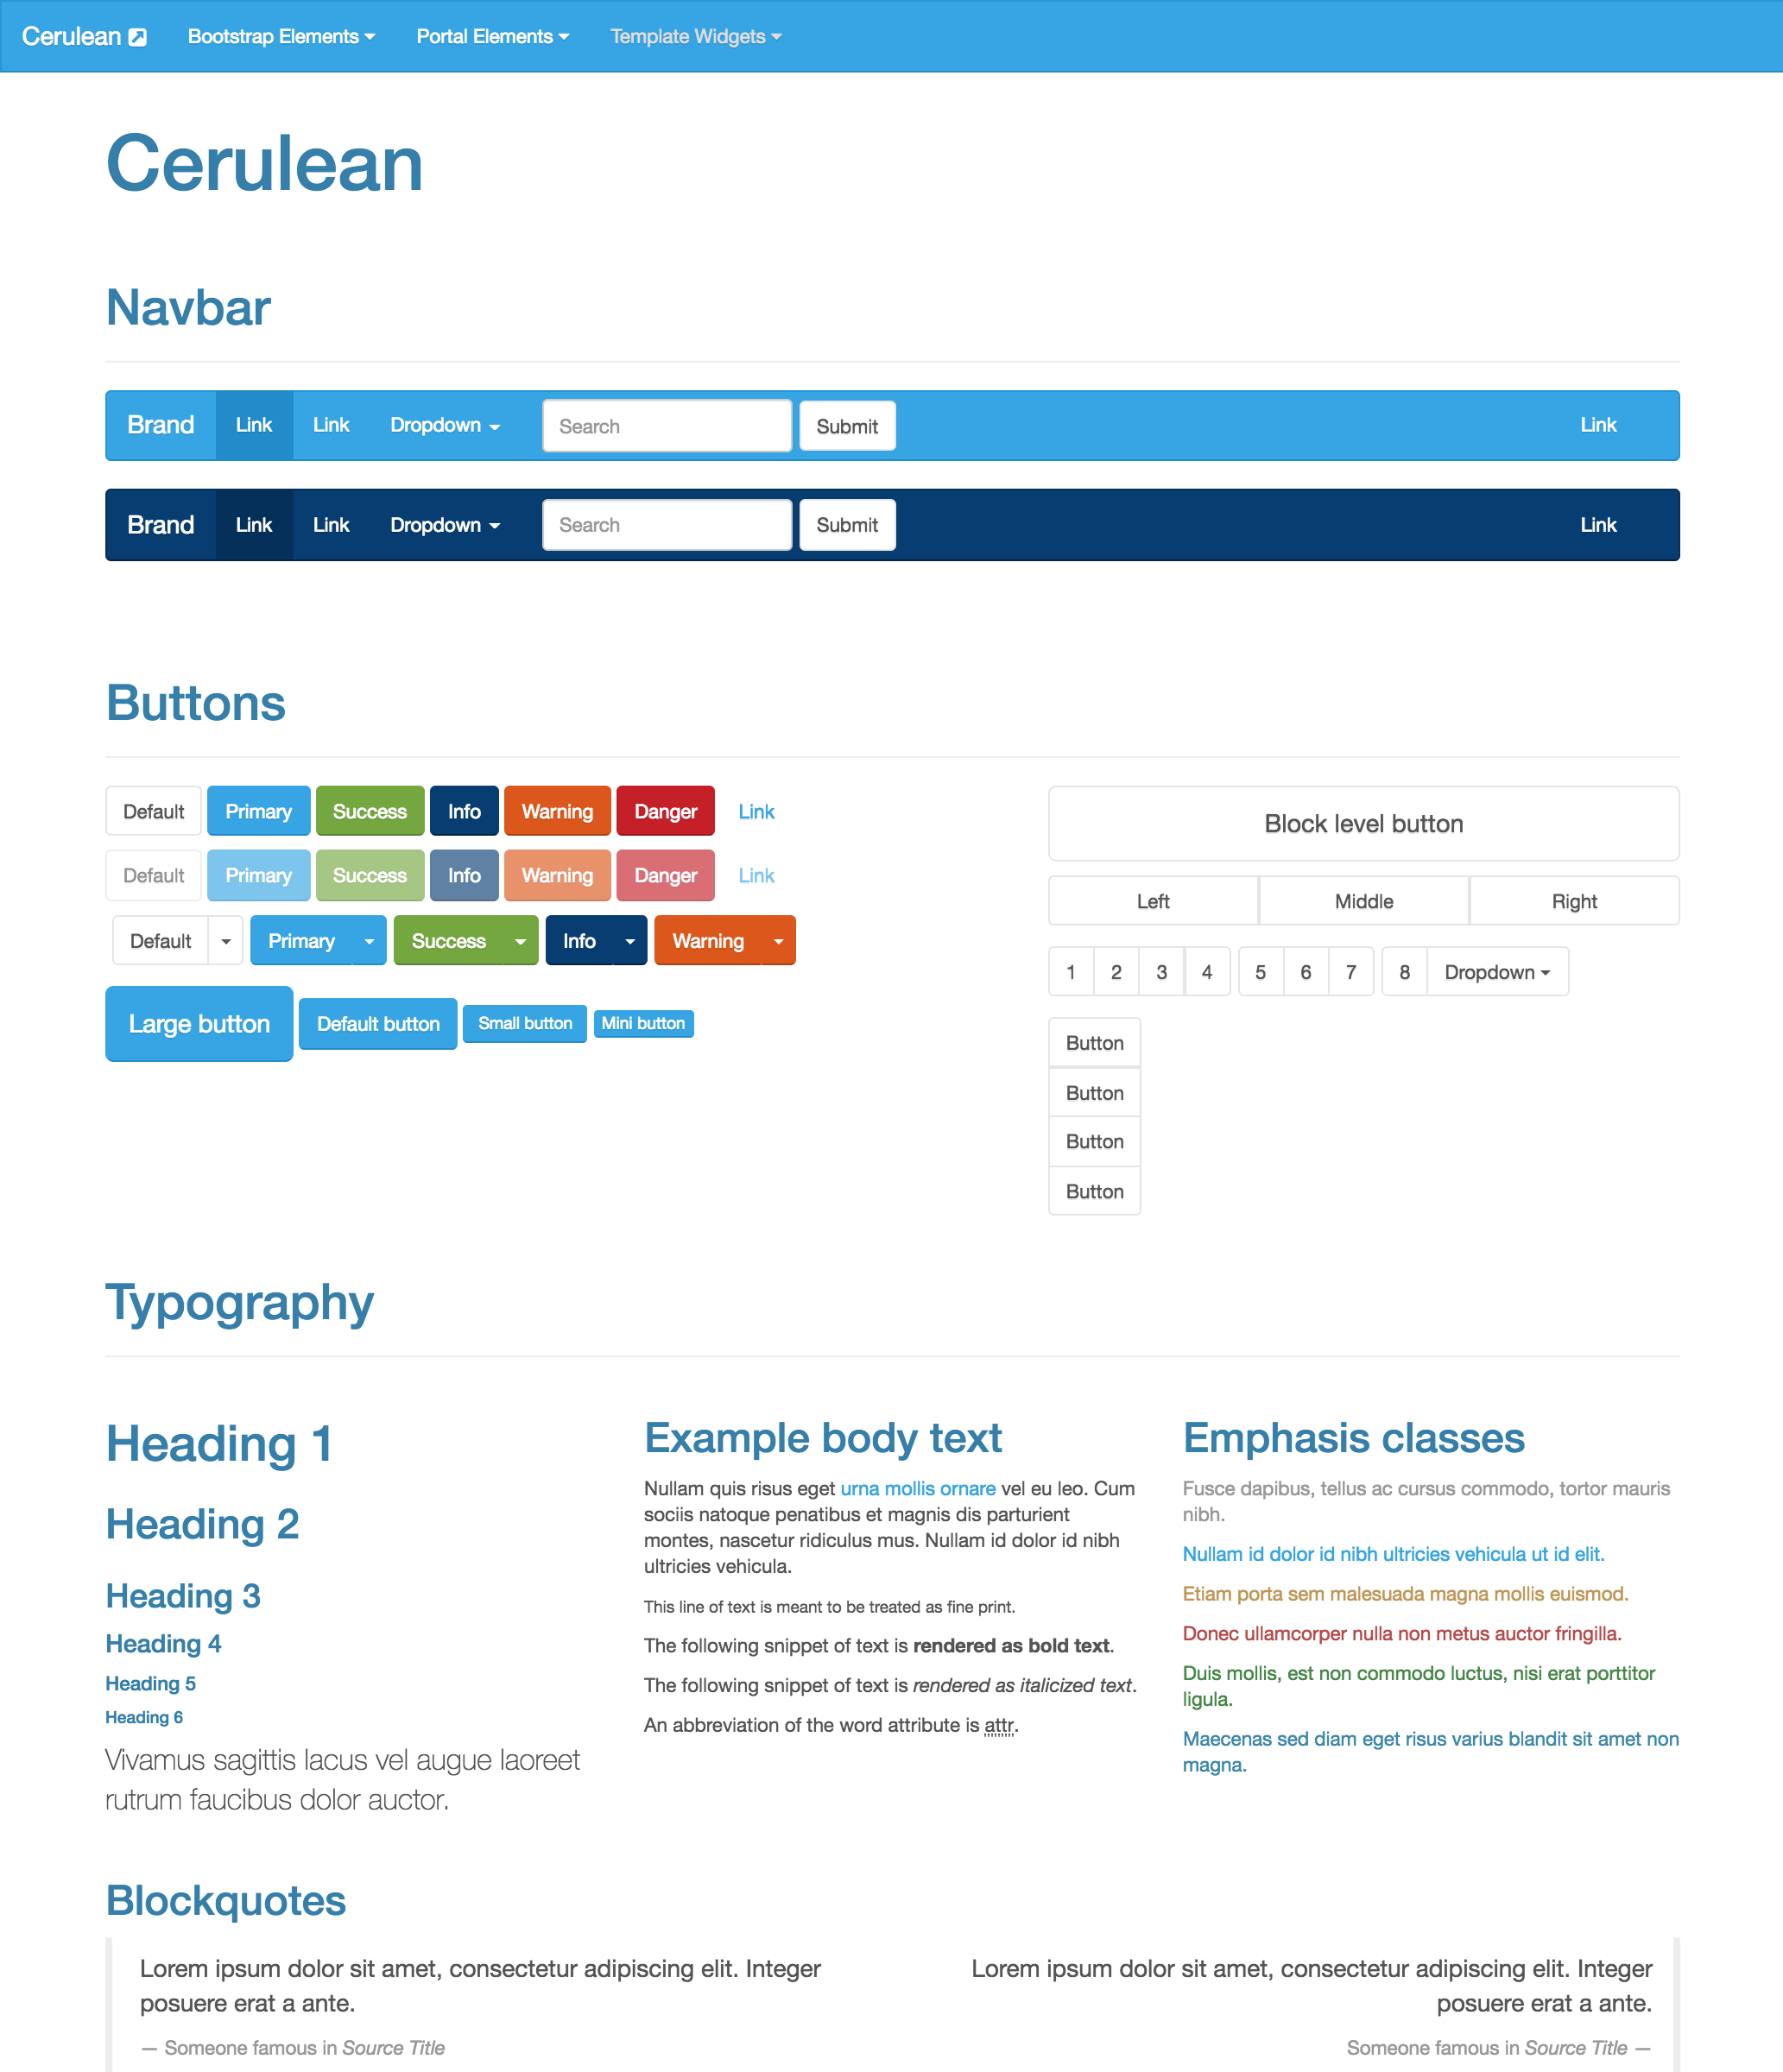 Cerulean Bootstrap Elements Portal Elements Template Widgets
Cerulean
Navbar
Brand Link Link Dropdown Search Submit Link
Brand Link Link Dropdown Search Submit Link
Buttons
Default Primary Success Info Warning Danger Link
Default Primary Success Info Warning Danger Link
Default Primary Success Info Warning
Large button Default button Small button Mini button
Block level button
Left Middle Right
1 2 3 4 5 6 7 8 Dropdown
Button
Button
Button
Button
Typography
Heading 1
Heading 2
Heading 3
Heading 4
Heading 5
Heading 6
Vivamus sagittis lacus vel augue laoreet
rutrum faucibus dolor auctor.
Example body text
Nullam quis risus eget urna mollis ornare vel eu leo. Cum
sociis natoque penatibus et magnis dis parturient
montes, nascetur ridiculus mus. Nullam id dolor id nibh
ultricies vehicula.
This line of text is meant to be treated as fine print.
The following snippet of text is rendered as bold text.
The following snippet of text is rendered as italicized text.
An abbreviation of the word attribute is attr.
Emphasis classes
Fusce dapibus, tellus ac cursus commodo, tortor mauris
nibh.
Nullam id dolor id nibh ultricies vehicula ut id elit.
Etiam porta sem malesuada magna mollis euismod.
Donec ullamcorper nulla non metus auctor fringilla.
Duis mollis, est non commodo luctus, nisi erat porttitor
ligula.
Maecenas sed diam eget risus varius blandit sit amet non
magna.
Blockquotes
Lorem ipsum dolor sit amet, consectetur adipiscing elit. Integer
posuere erat a ante.
— Someone famous in Source Title
Lorem ipsum dolor sit amet, consectetur adipiscing elit. Integer
posuere erat a ante.
Someone famous in Source Title —